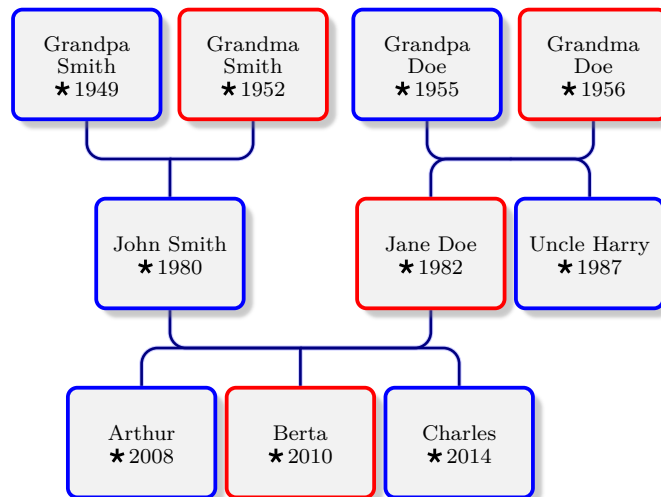 Grandpa
Smith
★ 1949
Grandma
Smith
★ 1952
Grandpa
Doe
★ 1955
Grandma
Doe
★ 1956
John Smith
★ 1980
Jane Doe
★ 1982
Uncle Harry
★ 1987
Arthur
★ 2008
Berta
★ 2010
Charles
★ 2014